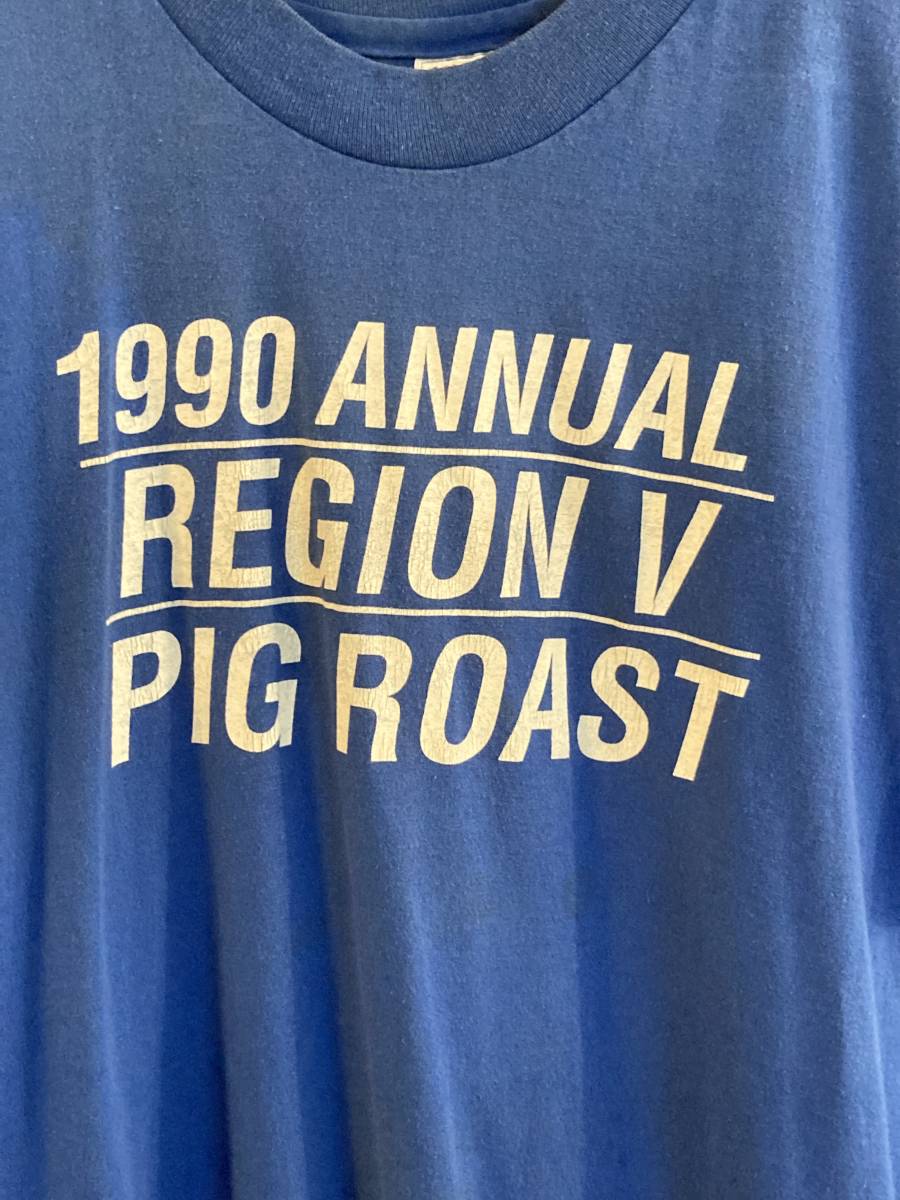 1990 ANNUAL
REGION V
PIG ROAST